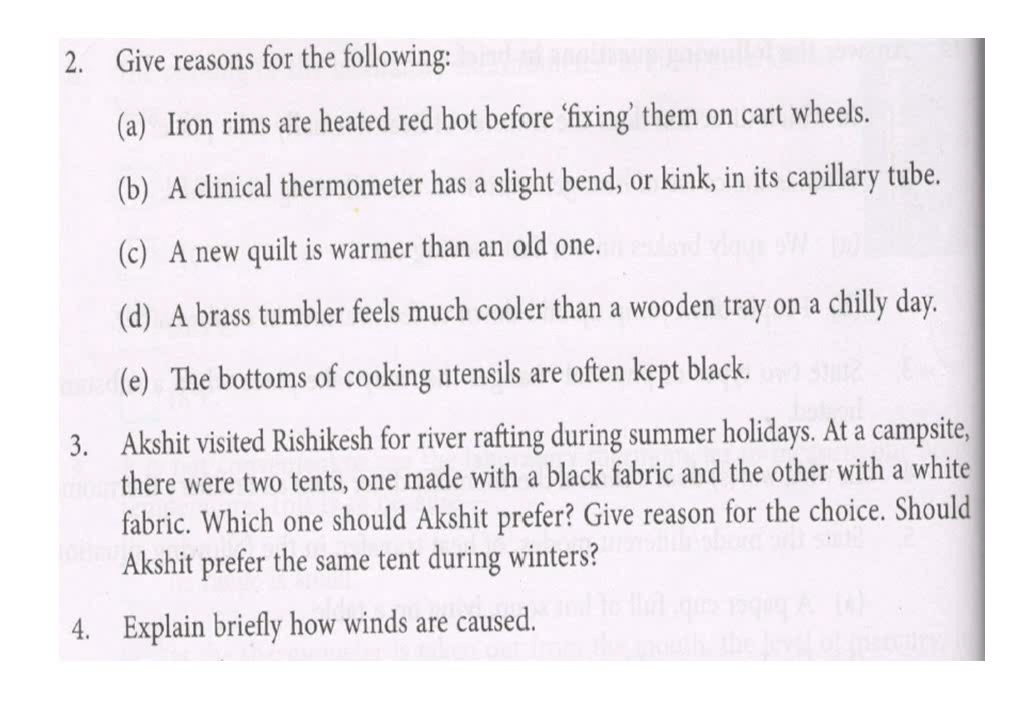 2. Give reasons for the following:
(a) Iron rims are heated red hot before ‘fixing’ them on cart wheels.
(b) A clinical thermometer has a slight bend, or kink, in its capillary tube.
(c) A new quilt is warmer than an old one.
(d) A brass tumbler feels much cooler than a wooden tray on a chilly day.
(e) The bottoms of cooking utensils are often kept black.
3. Akshit visited Rishikesh for river rafting during summer holidays. At a campsite,
there were two tents, one made with a black fabric and the other with a white
fabric. Which one should Akshit prefer? Give reason for the choice. Should
Akshit prefer the same tent during winters?
4. Explain briefly how winds are caused.